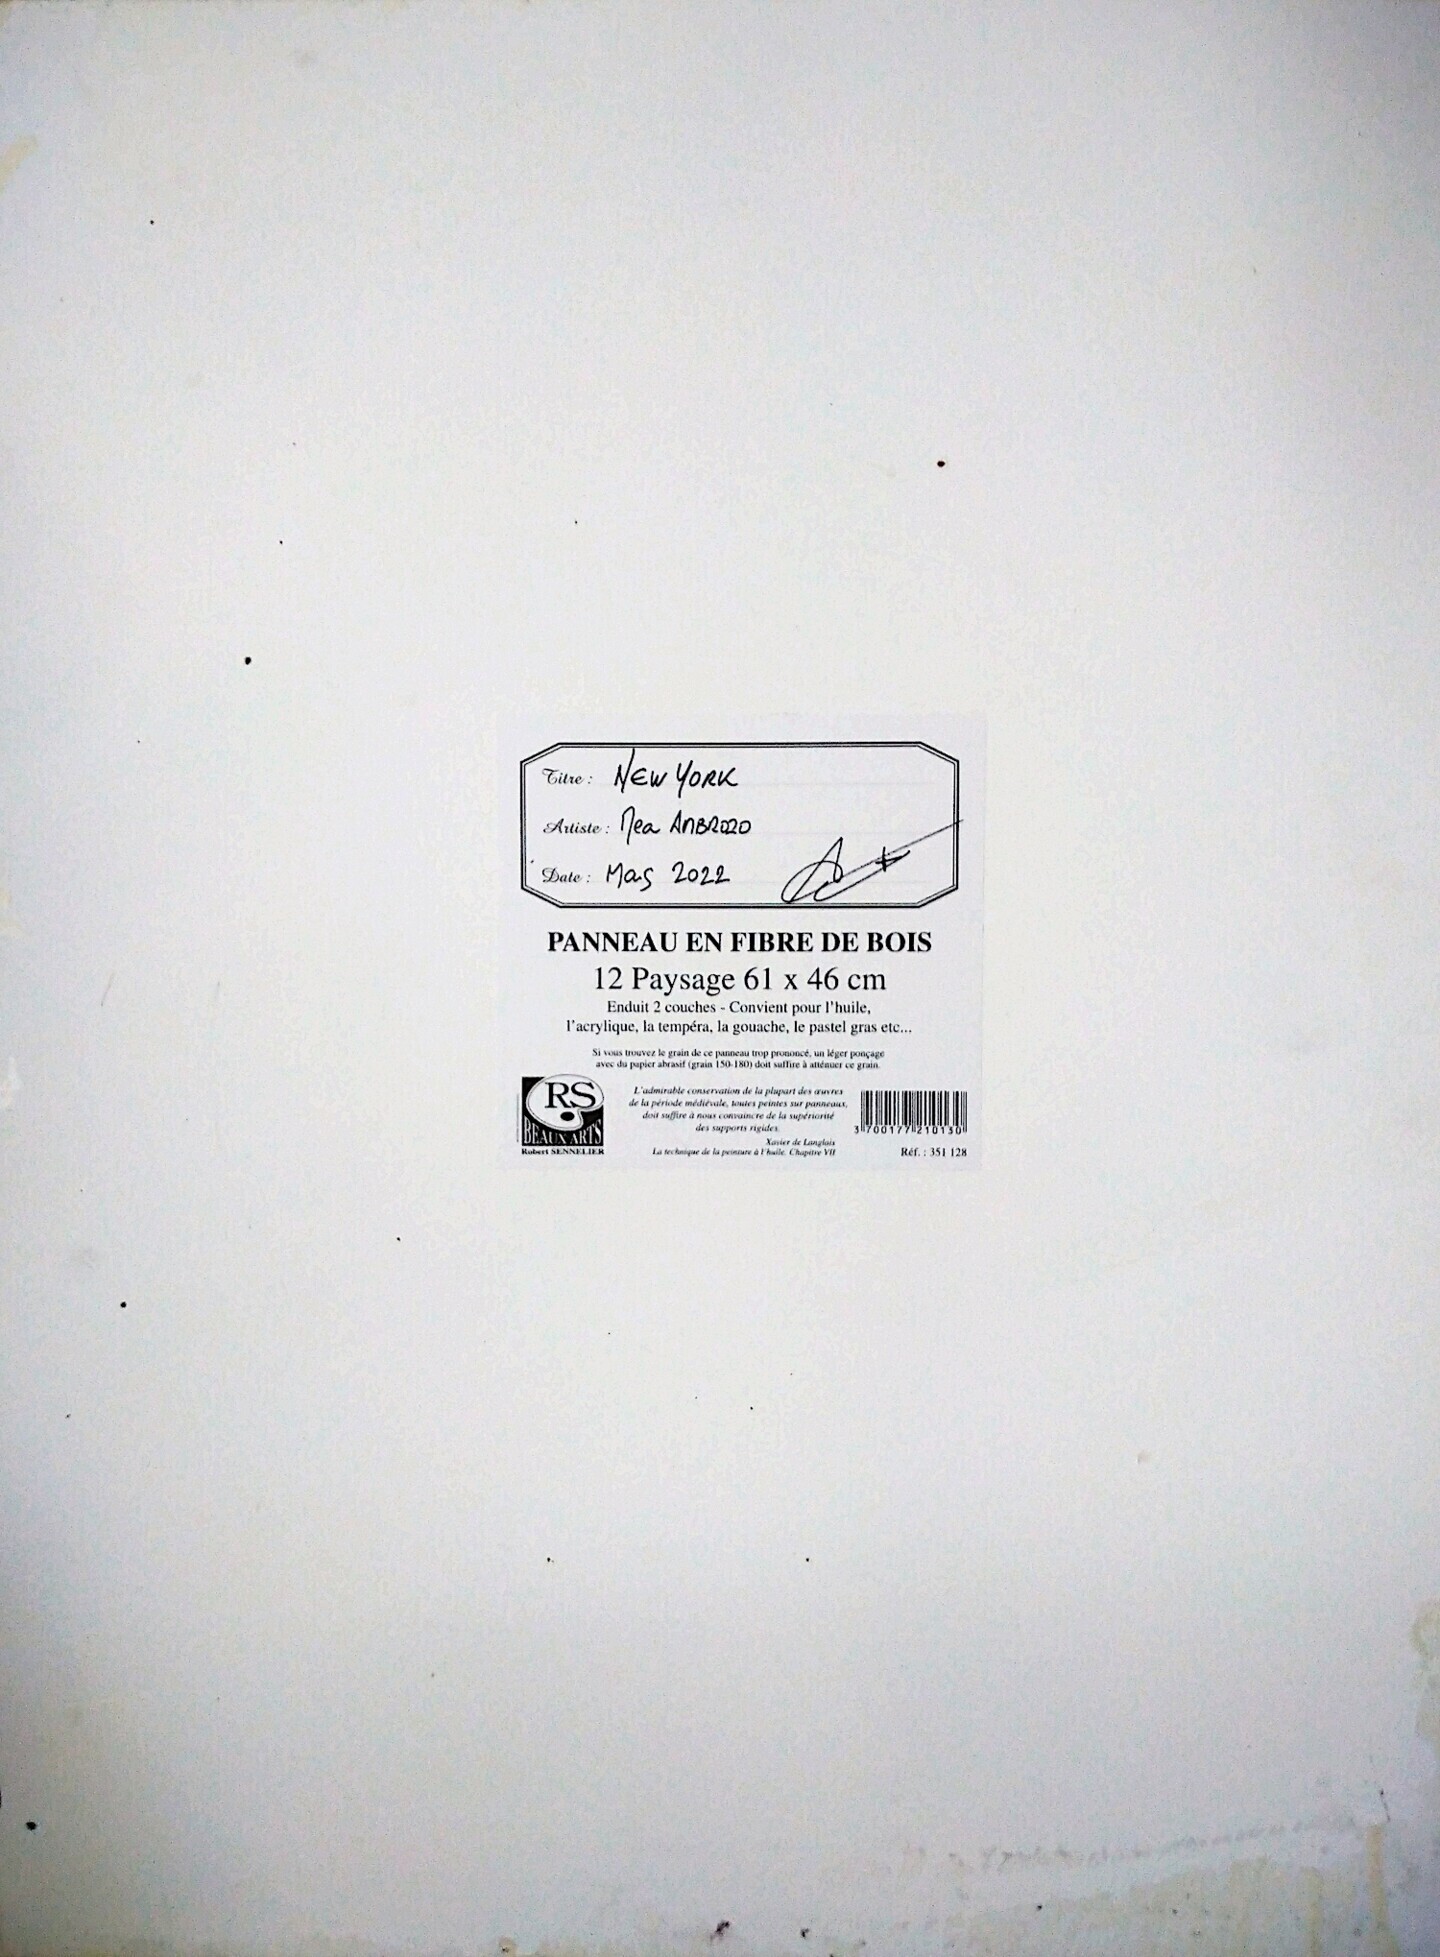 Titre : NEW YORK
Artiste : Mea AMBROZO
Date : Mars 2022
PANNEAU EN FIBRE DE BOIS
12 Paysage 61 x 46 cm
Enduit 2 couches - Convient pour l'huile,
l'acrylique, la tempéra, la gouache, le pastel gras etc...
Si vous trouvez le grain de ce panneau trop prononcé, un léger ponçage
avec du papier abrasif (grain 150-180) doit suffire à atténuer ce grain.
RS
BEAUX ARTS
Robert SENNELIER
L'admirable conservation de la plupart des œuvres
de la période médiévale, toutes peintes sur panneaux,
doit suffire à nous convaincre de la supériorité
des supports rigides.
Xavier de Langlais
La technique de la peinture à l'huile. Chapitre VII
3700177210130
Réf. : 351 128